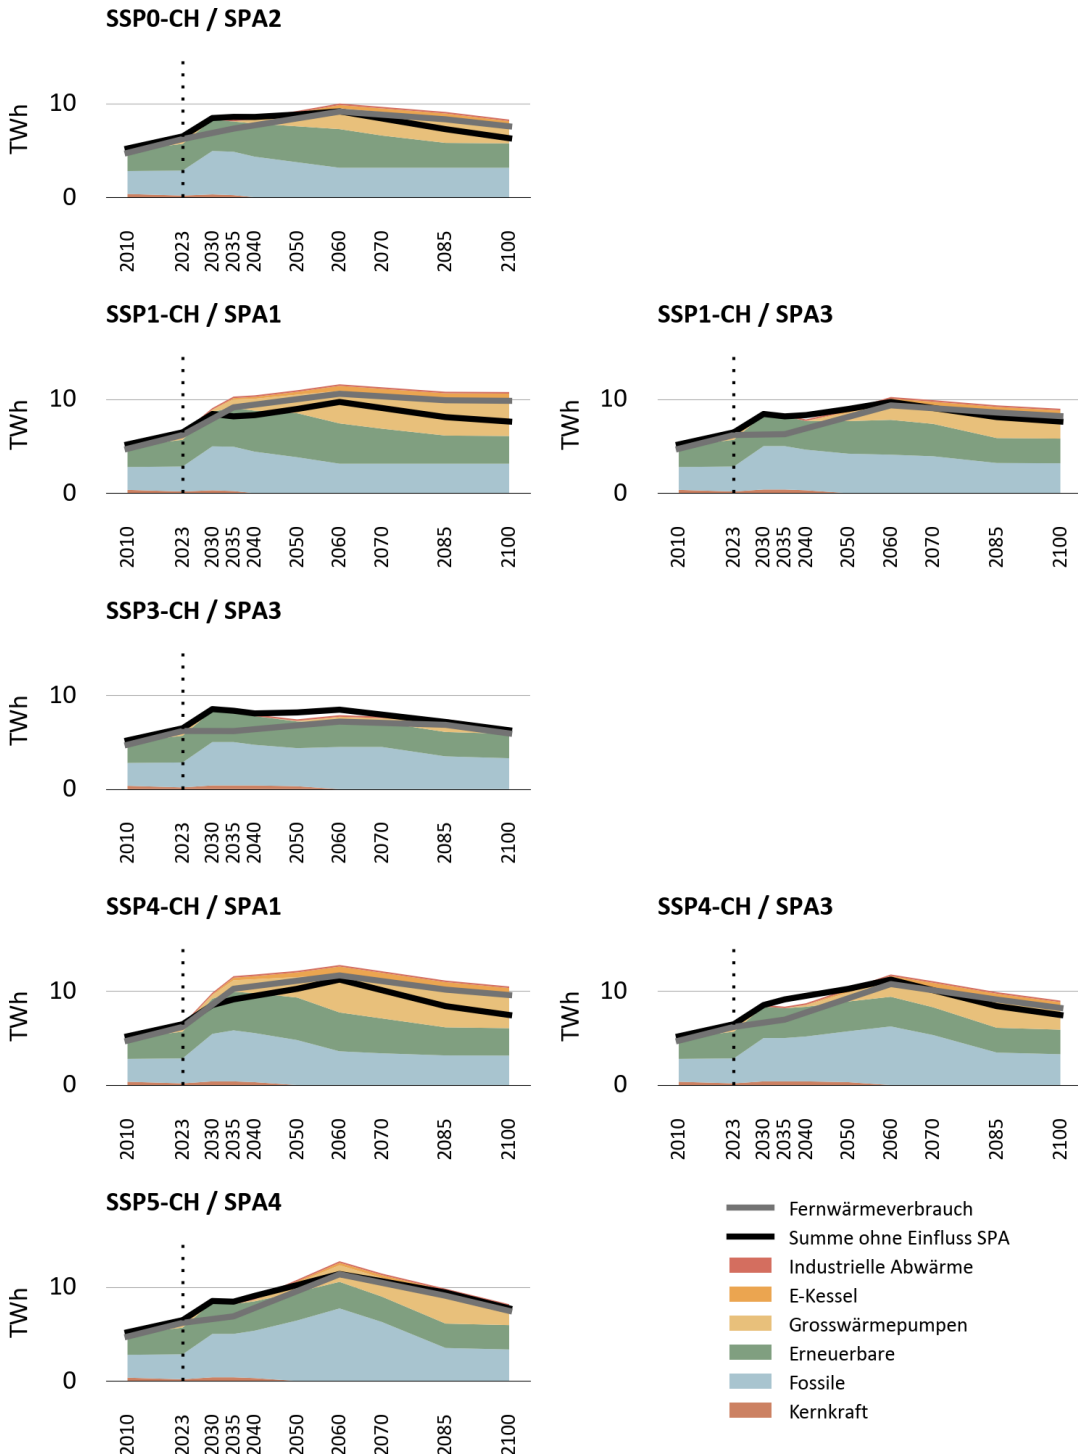 SSP0-CH / SPA2
TWh
10
0
2010 2023 2030 2035 2040 2050 2060 2070 2085 2100
SSP1-CH / SPA1
TWh
10
0
2010 2023 2030 2035 2040 2050 2060 2070 2085 2100
SSP1-CH / SPA3
TWh
10
0
2010 2023 2030 2035 2040 2050 2060 2070 2085 2100
SSP3-CH / SPA3
TWh
10
0
2010 2023 2030 2035 2040 2050 2060 2070 2085 2100
SSP4-CH / SPA1
TWh
10
0
2010 2023 2030 2035 2040 2050 2060 2070 2085 2100
SSP4-CH / SPA3
TWh
10
0
2010 2023 2030 2035 2040 2050 2060 2070 2085 2100
SSP5-CH / SPA4
TWh
10
0
2010 2023 2030 2035 2040 2050 2060 2070 2085 2100
Fernwärmeverbrauch
Summe ohne Einfluss SPA
Industrielle Abwärme
E-Kessel
Grosswärmepumpen
Erneuerbare
Fossile
Kernkraft